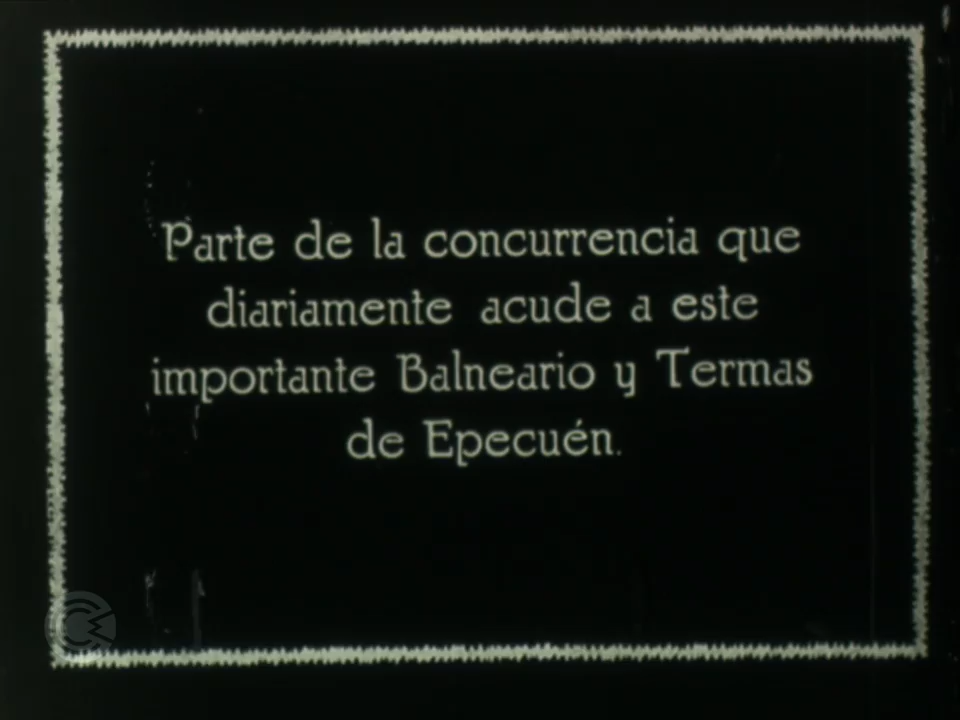 Parte de la concurrencia que
diariamente acude a este
importante Balneario y Termas
de Epecuén.